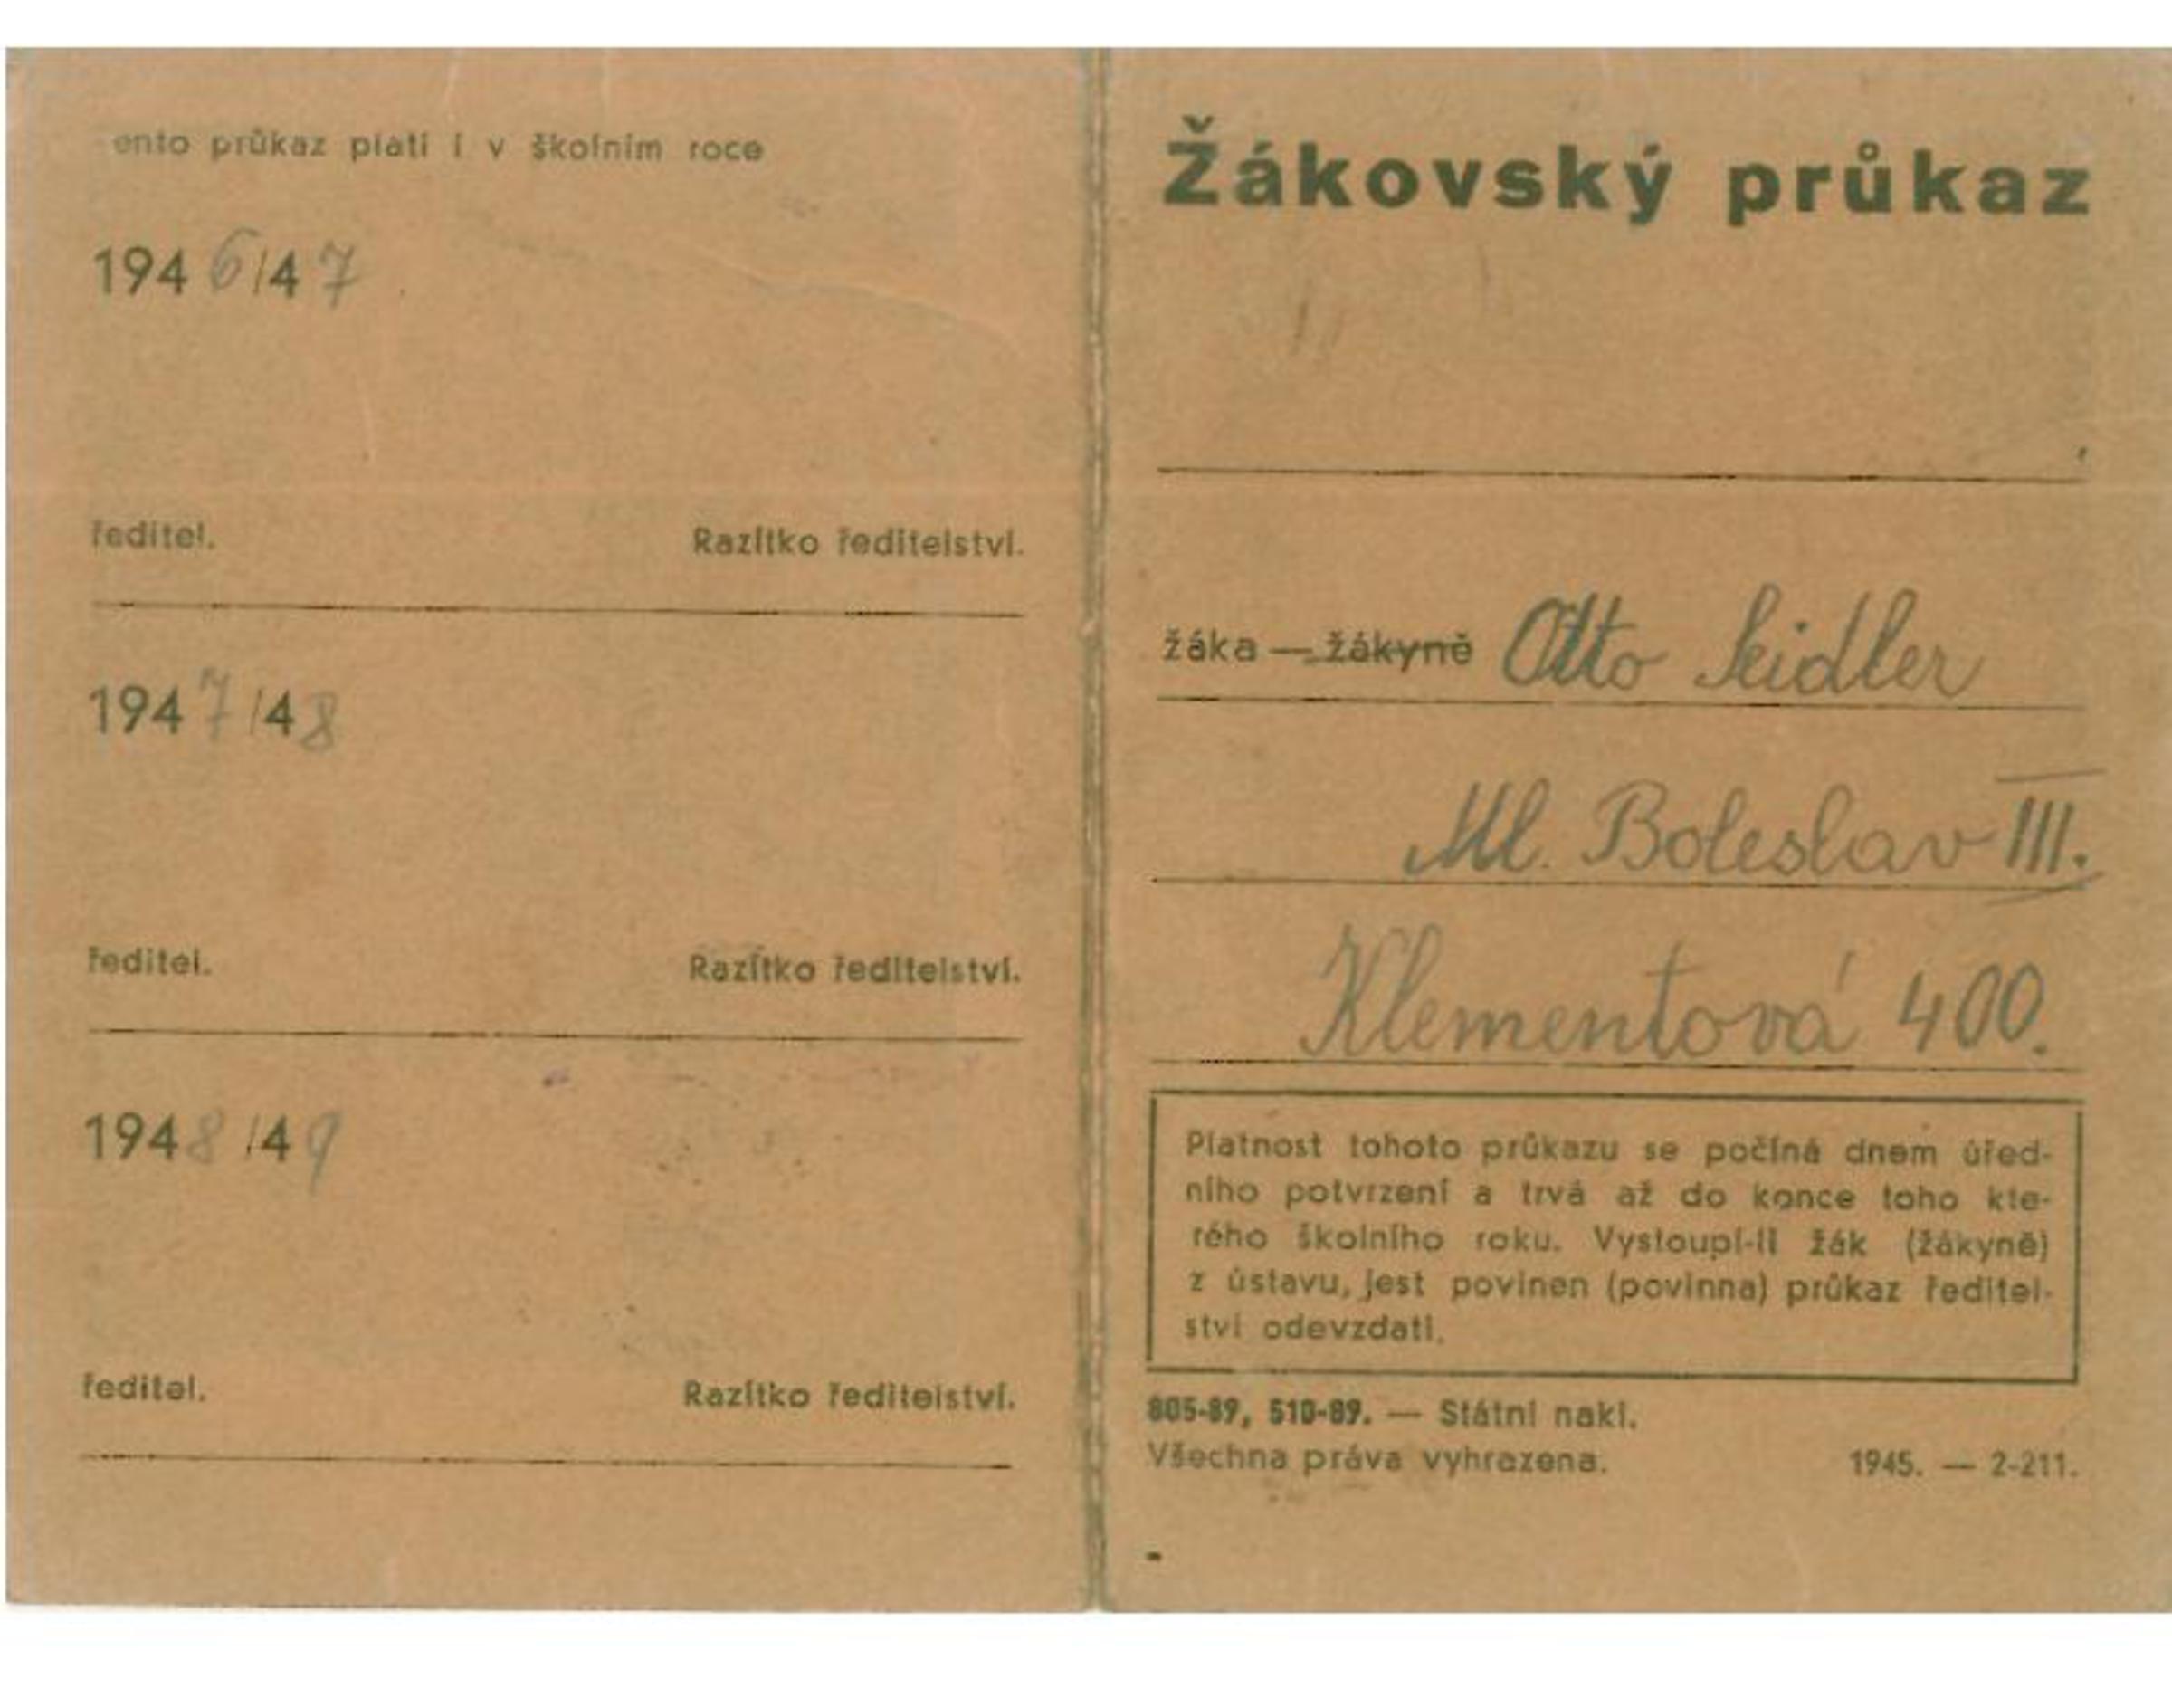 ento průkaz platí i v školním roce
1946/47
ředitel. Razítko ředitelství.
1947/48
ředitel. Razítko ředitelství.
1948/49
ředitel. Razítko ředitelství.
Žákovský průkaz
žáka — žákyně Otto Seidler
Ml. Boleslav III.
Klementová 400.
Platnost tohoto průkazu se počíná dnem úřed-
ního potvrzení a trvá až do konce toho kte-
rého školního roku. Vystoupí-li žák (žákyně)
z ústavu, jest povinen (povinna) průkaz ředitel-
ství odevzdati.
805-89, 510-89. — Státní nakl.
Všechna práva vyhrazena. 1945. — 2-211.